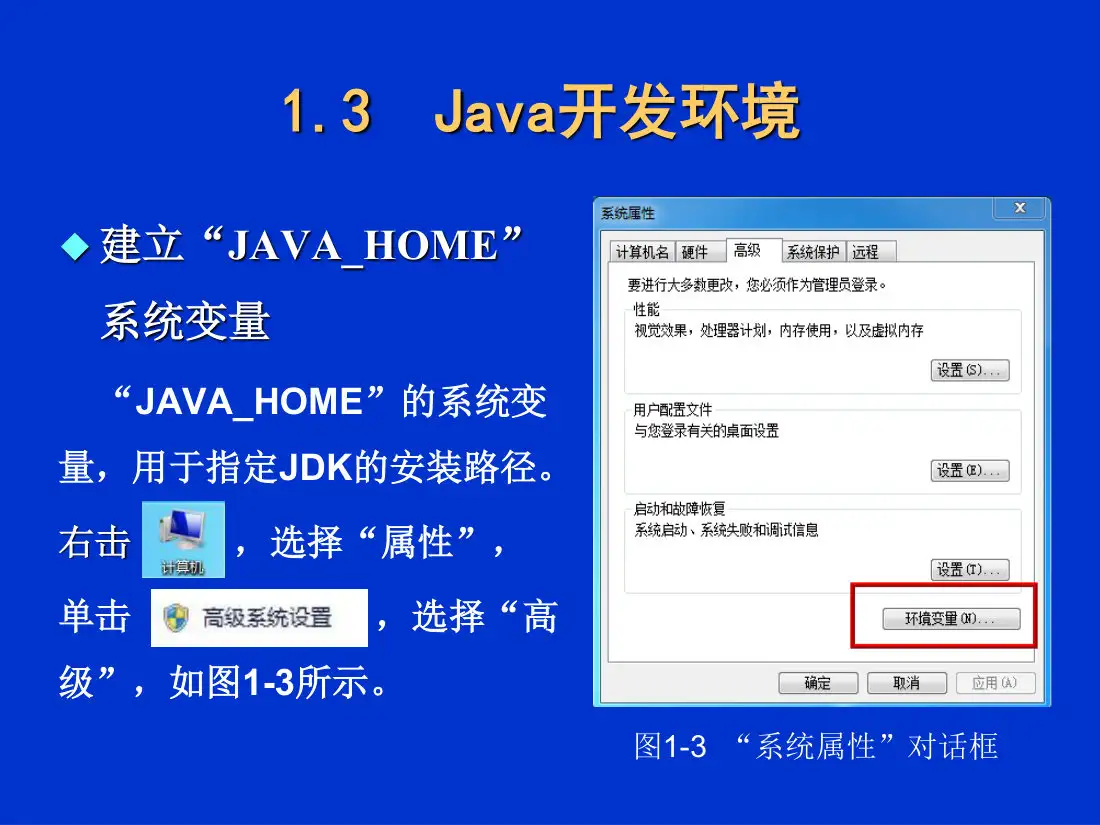 1.3 Java开发环境
建立“JAVA_HOME”
系统变量
“JAVA_HOME”的系统变
量，用于指定JDK的安装路径。
右击 计算机 ，选择“属性”，
单击 高级系统设置 ，选择“高
级”，如图1-3所示。
系统属性
计算机名 硬件 高级 系统保护 远程
要进行大多数更改，您必须作为管理员登录。
性能
视觉效果，处理器计划，内存使用，以及虚拟内存
设置(S)...
用户配置文件
与您登录有关的桌面设置
设置(E)...
启动和故障恢复
系统启动、系统失败和调试信息
设置(T)...
环境变量(N)...
确定 取消 应用(A)
图1-3 “系统属性”对话框